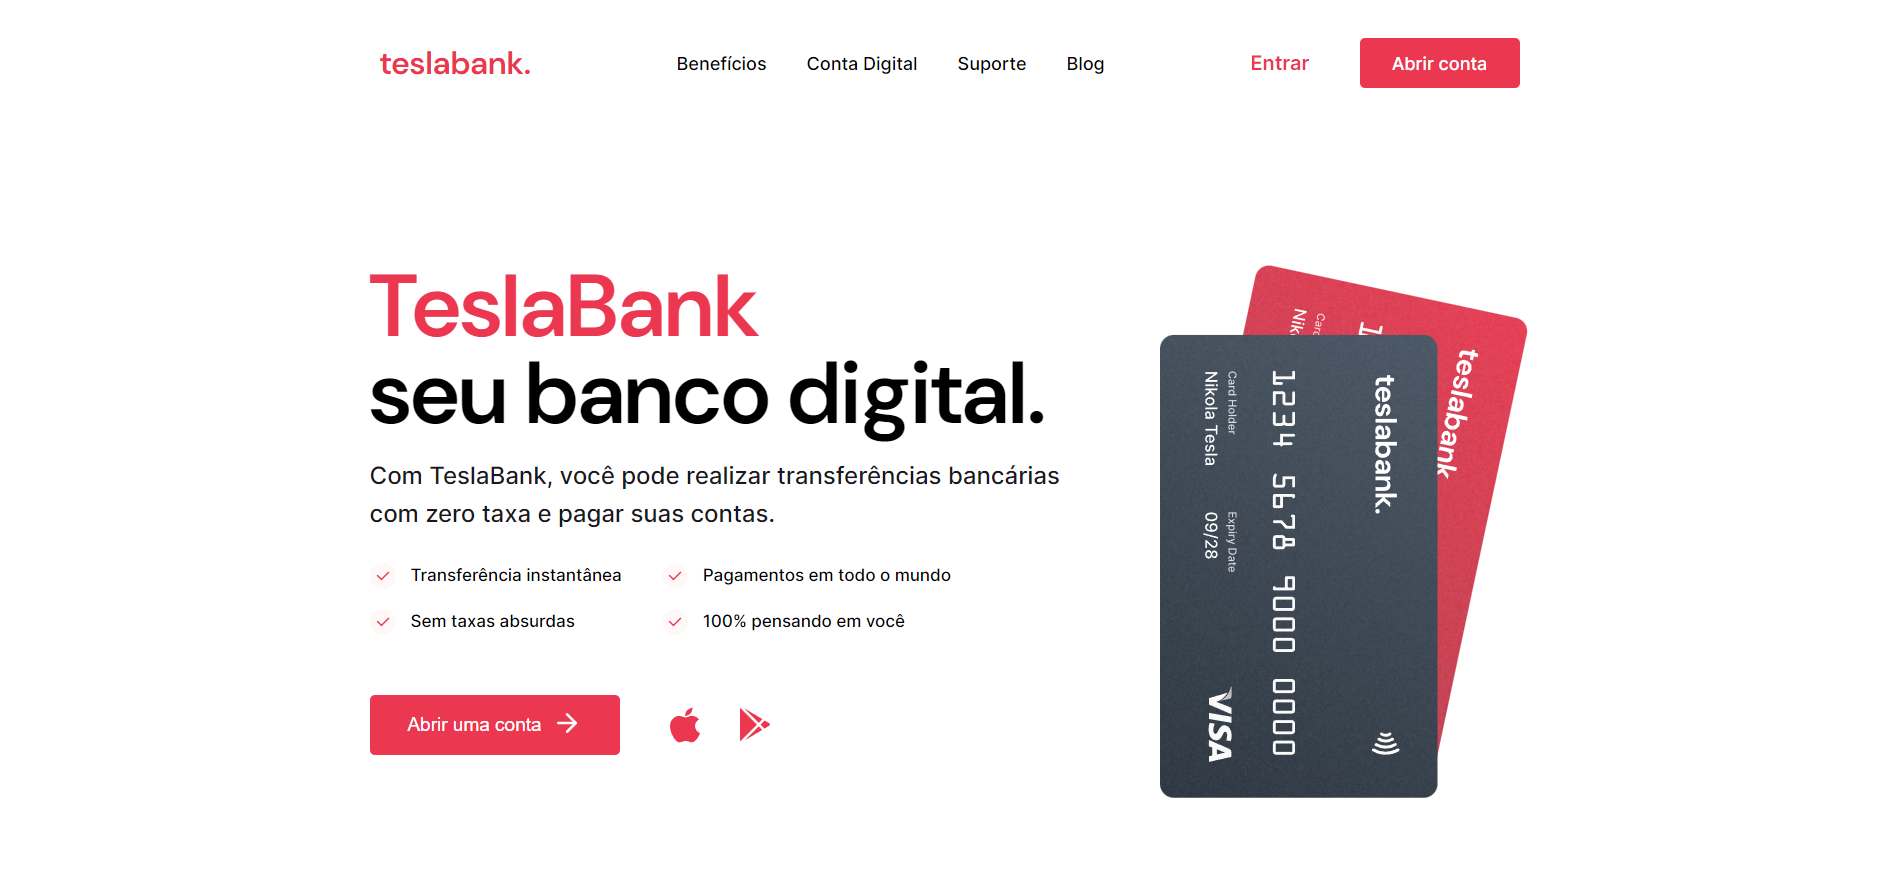 teslabank.
Benefícios
Conta Digital
Suporte
Blog
Entrar
Abrir conta
TeslaBank
seu banco digital.
Com TeslaBank, você pode realizar transferências bancárias
com zero taxa e pagar suas contas.
Transferência instantânea
Pagamentos em todo o mundo
Sem taxas absurdas
100% pensando em você
Abrir uma conta
teslabank.
1234 5678 9000 0000
Card Holder
Nikola Tesla
Expiry Date
09/28
VISA
teslabank